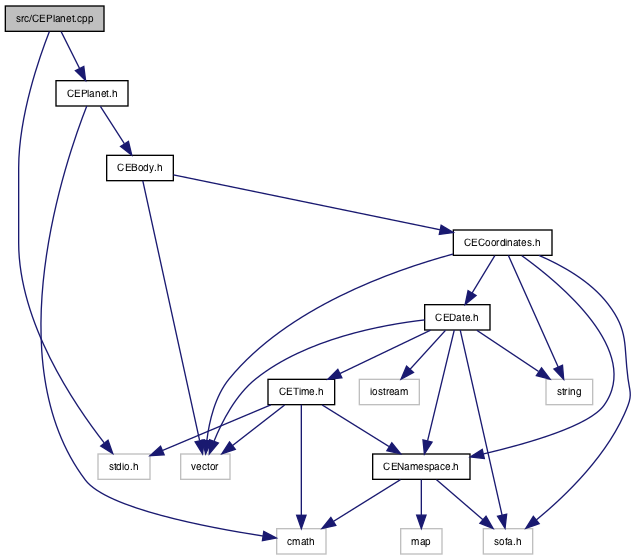 src/CEPlanet.cpp
CEPlanet.h
CEBody.h
CECoordinates.h
CEDate.h
CETime.h
iostream
string
stdio.h
vector
CENamespace.h
cmath
map
sofa.h